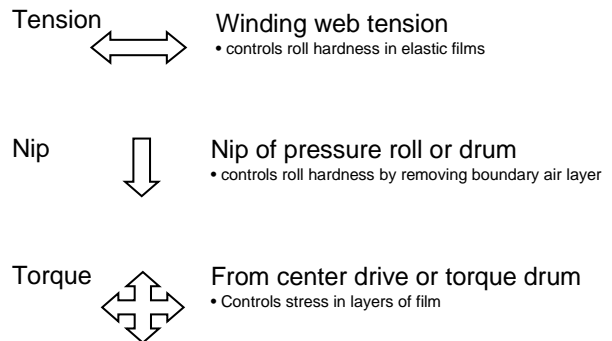 Tension
Winding web tension
• controls roll hardness in elastic films
Nip
Nip of pressure roll or drum
• controls roll hardness by removing boundary air layer
Torque
From center drive or torque drum
• Controls stress in layers of film